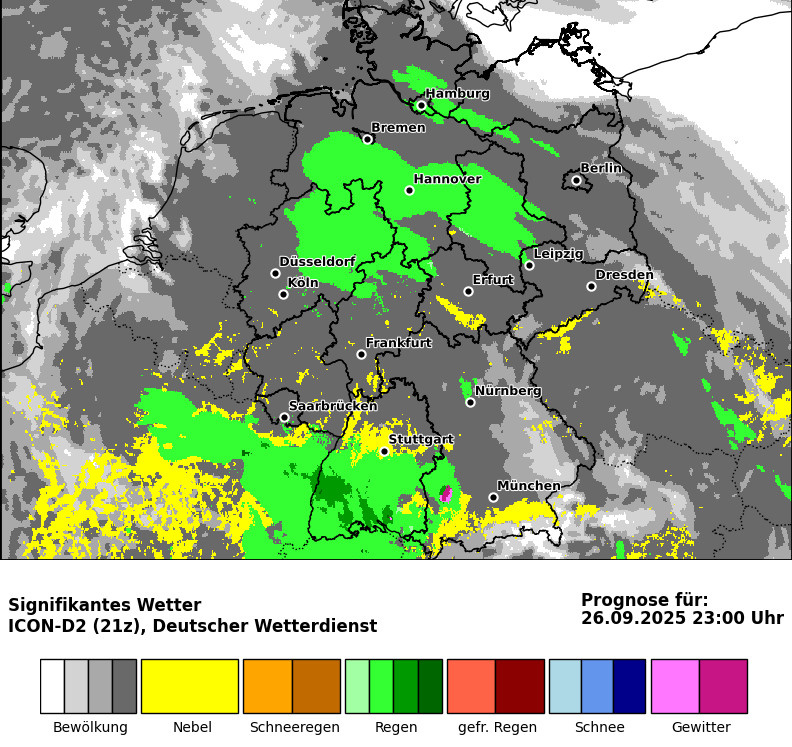 Hamburg
Bremen
Berlin
Hannover
Leipzig
Düsseldorf
Dresden
Köln
Erfurt
Frankfurt
Nürnberg
Saarbrücken
Stuttgart
München
Signifikantes Wetter
ICON-D2 (21z), Deutscher Wetterdienst
Prognose für:
26.09.2025 23:00 Uhr
Bewölkung
Nebel
Schneeregen
Regen
gefr. Regen
Schnee
Gewitter